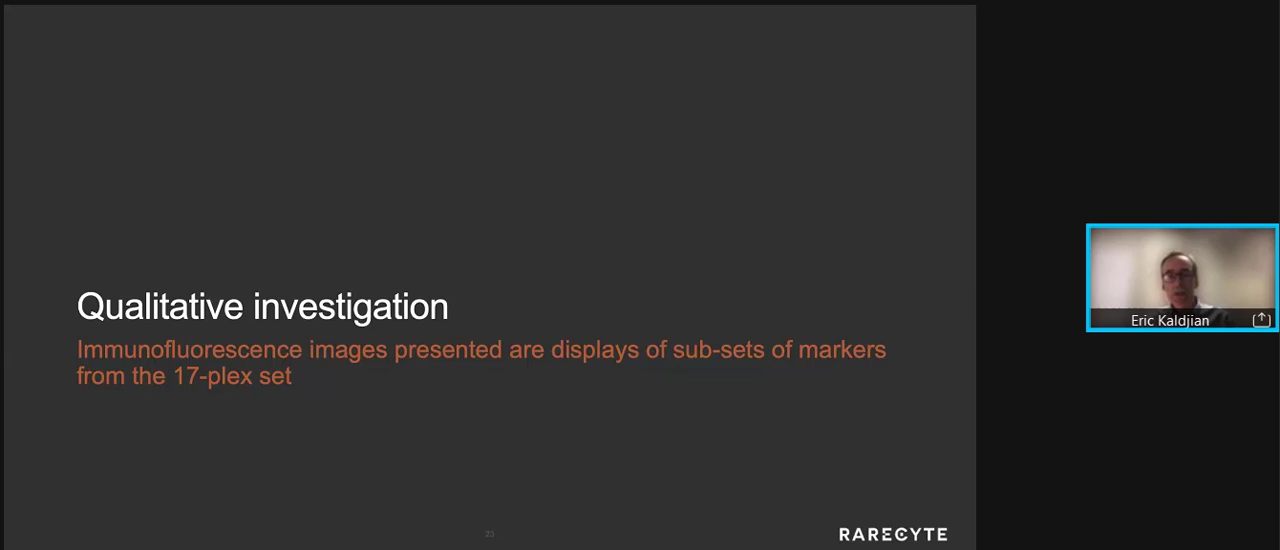 Qualitative investigation
Immunofluorescence images presented are displays of sub-sets of markers
from the 17-plex set
Eric Kaldjian
23
RARECYTE